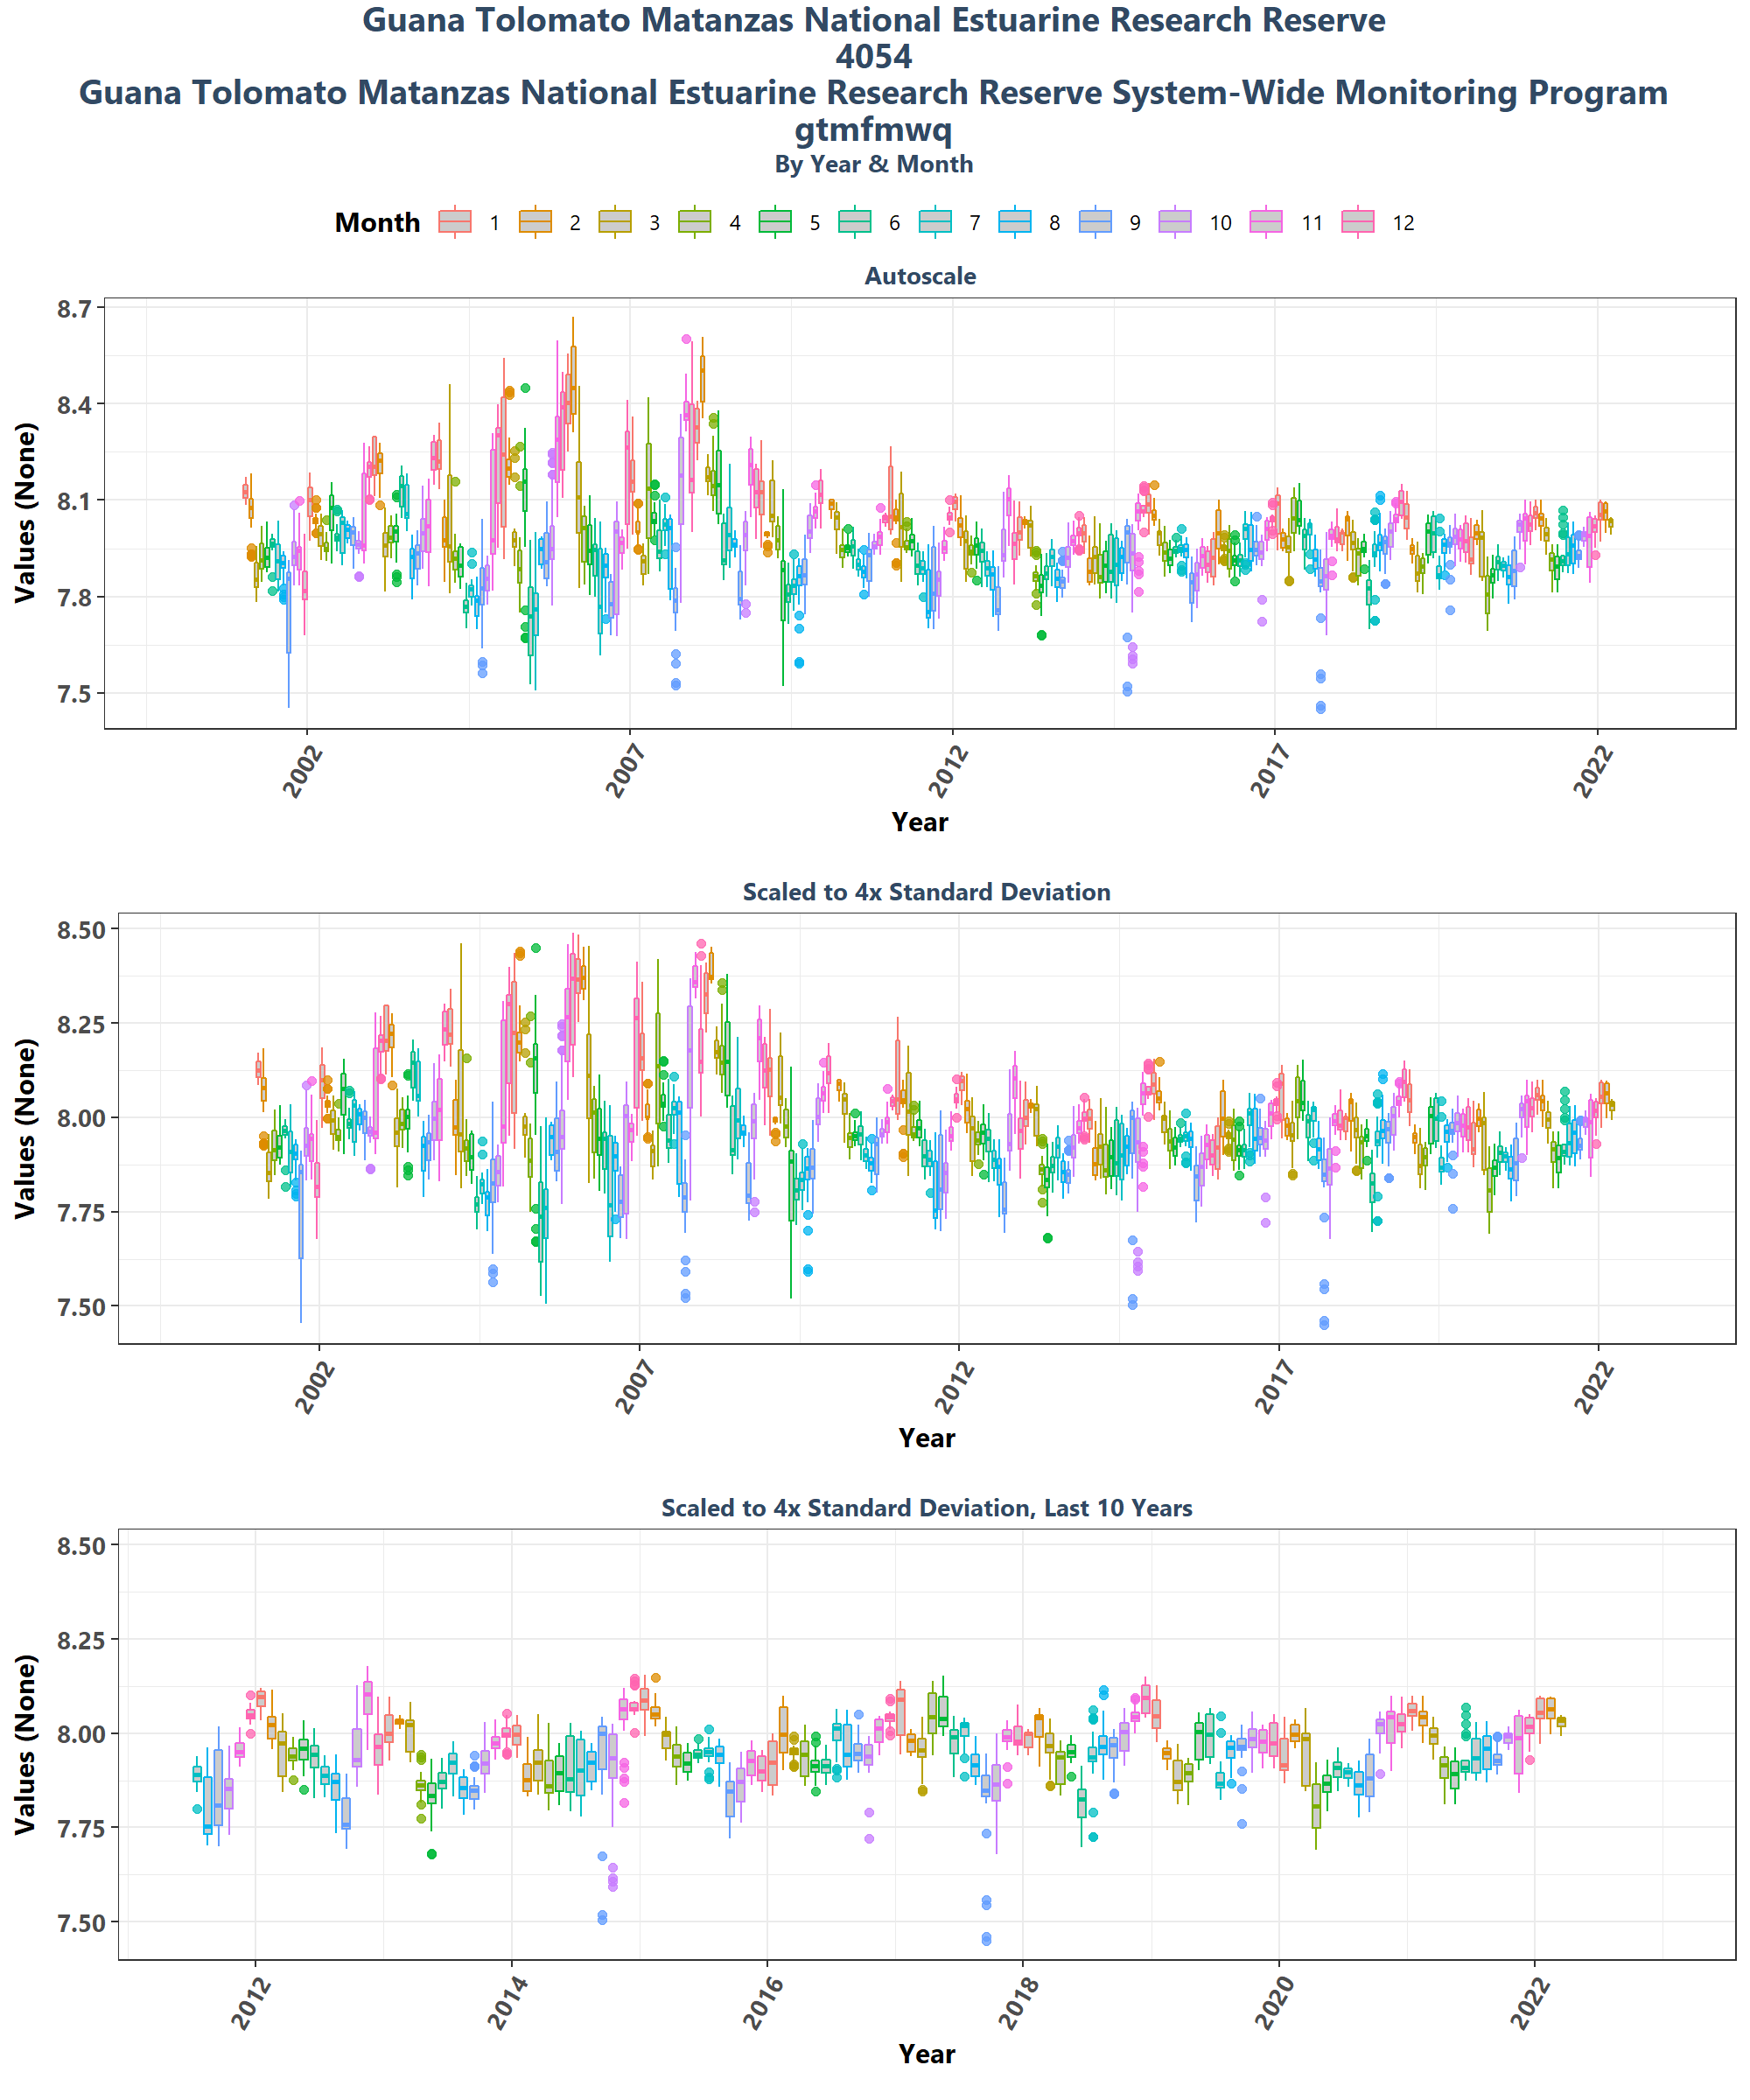 Guana Tolomato Matanzas National Estuarine Research Reserve
4054
Guana Tolomato Matanzas National Estuarine Research Reserve System-Wide Monitoring Program
gtmfmwq
By Year & Month
Month 1 2 3 4 5 6 7 8 9 10 11 12
Autoscale
Values (None)
8.7
8.4
8.1
7.8
7.5
2002 2007 2012 2017 2022
Year
Scaled to 4x Standard Deviation
Values (None)
8.50
8.25
8.00
7.75
7.50
2002 2007 2012 2017 2022
Year
Scaled to 4x Standard Deviation, Last 10 Years
Values (None)
8.50
8.25
8.00
7.75
7.50
2012 2014 2016 2018 2020 2022
Year